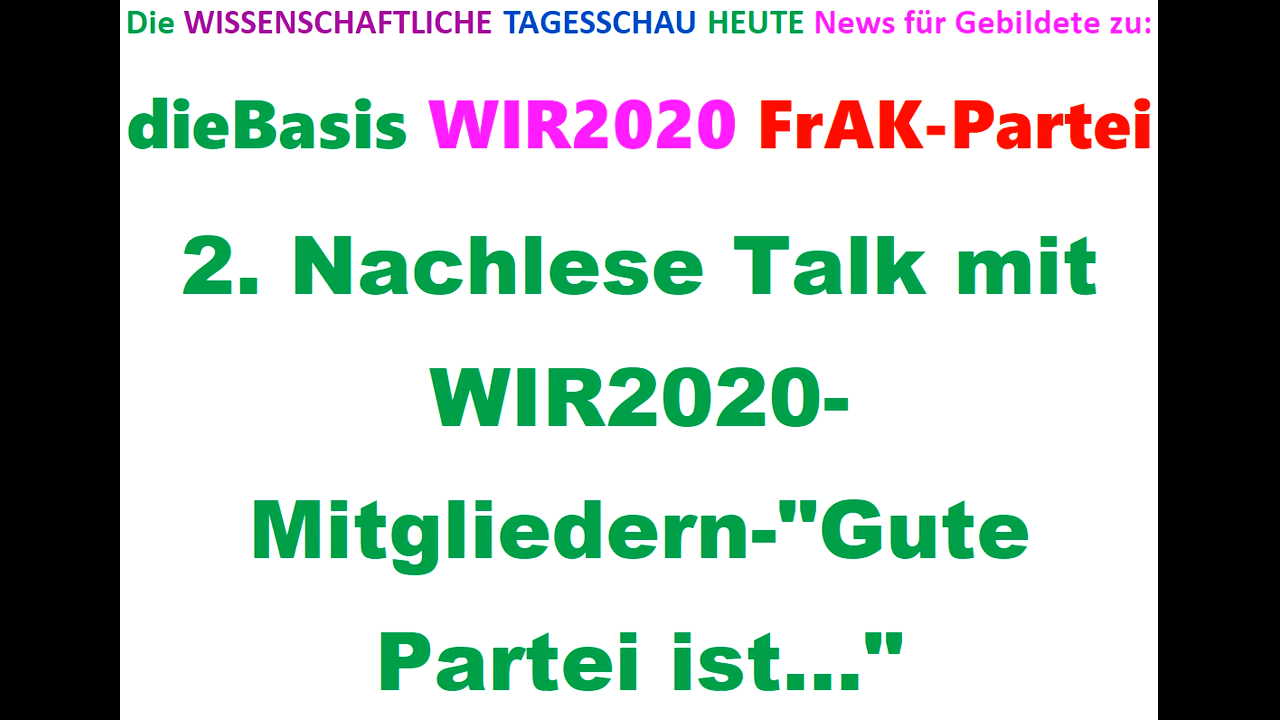 Die WISSENSCHAFTLICHE TAGESSCHAU HEUTE News für Gebildete zu:
dieBasis WIR2020 FrAK-Partei
2. Nachlese Talk mit
WIR2020-
Mitgliedern-"Gute
Partei ist..."